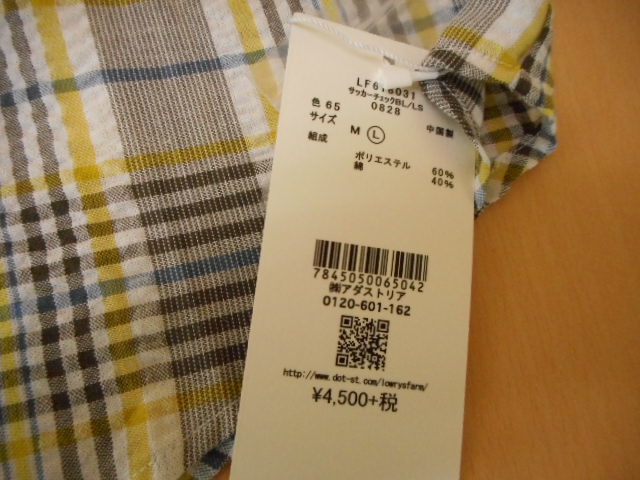 LF616031
サッカーチェックBL/LS
色 65 0828
サイズ M Ⓛ 中国製
組成 ポリエステル 60%
綿 40%
7845050065042
㈱アダストリア
0120-601-162
http://www.dot-st.com/lowrysfarm/
¥4,500+税